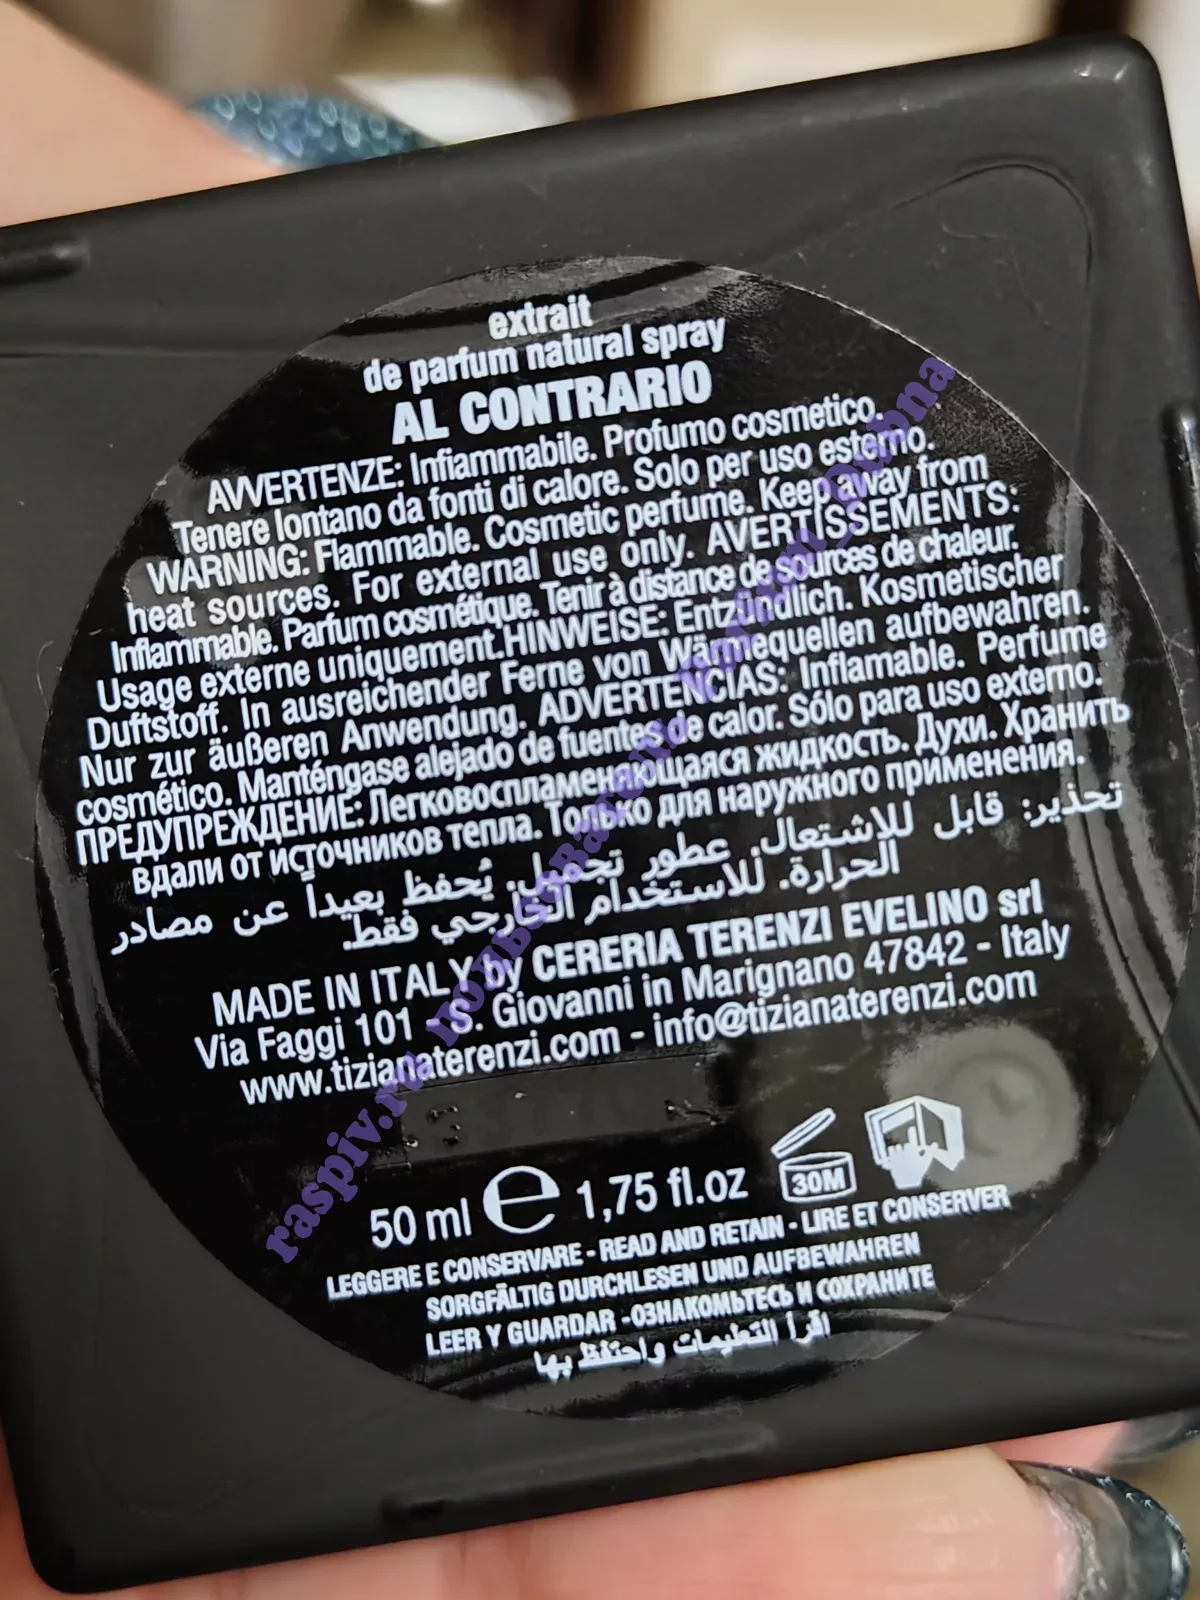 extrait
de parfum natural spray
AL CONTRARIO
AVVERTENZE: Infiammabile. Profumo cosmetico.
Tenere lontano da fonti di calore. Solo per uso esterno.
WARNING: Flammable. Cosmetic perfume. Keep away from
heat sources. For external use only. AVERTISSEMENTS:
Inflammable. Parfum cosmétique. Tenir à distance de sources de chaleur.
Usage externe uniquement.HINWEISE: Entzündlich. Kosmetischer
Duftstoff. In ausreichender Ferne von Wärmequellen aufbewahren.
Nur zur äußeren Anwendung. ADVERTENCIAS: Inflamable. Perfume
cosmético. Manténgase alejado de fuentes de calor. Sólo para uso externo.
ПРЕДУПРЕЖДЕНИЕ: Легковоспламеняющаяся жидкость. Духи. Хранить
вдали от источников тепла. Только для наружного применения.
تحذير: قابل للاشتعال. عطور تجميل. يُحفظ بعيداً عن مصادر
الحرارة. للاستخدام الخارجي فقط.
MADE IN ITALY by CERERIA TERENZI EVELINO srl
Via Faggi 101 - S. Giovanni in Marignano 47842 - Italy
www.tizianaterenzi.com - info@tizianaterenzi.com
50 ml e 1,75 fl.oz 30M
LEGGERE E CONSERVARE - READ AND RETAIN - LIRE ET CONSERVER
SORGFÄLTIG DURCHLESEN UND AUFBEWAHREN
LEER Y GUARDAR -ОЗНАКОМЬТЕСЬ И СОХРАНИТЕ
اقرأ التعليمات واحتفظ بها
raspiv.ru